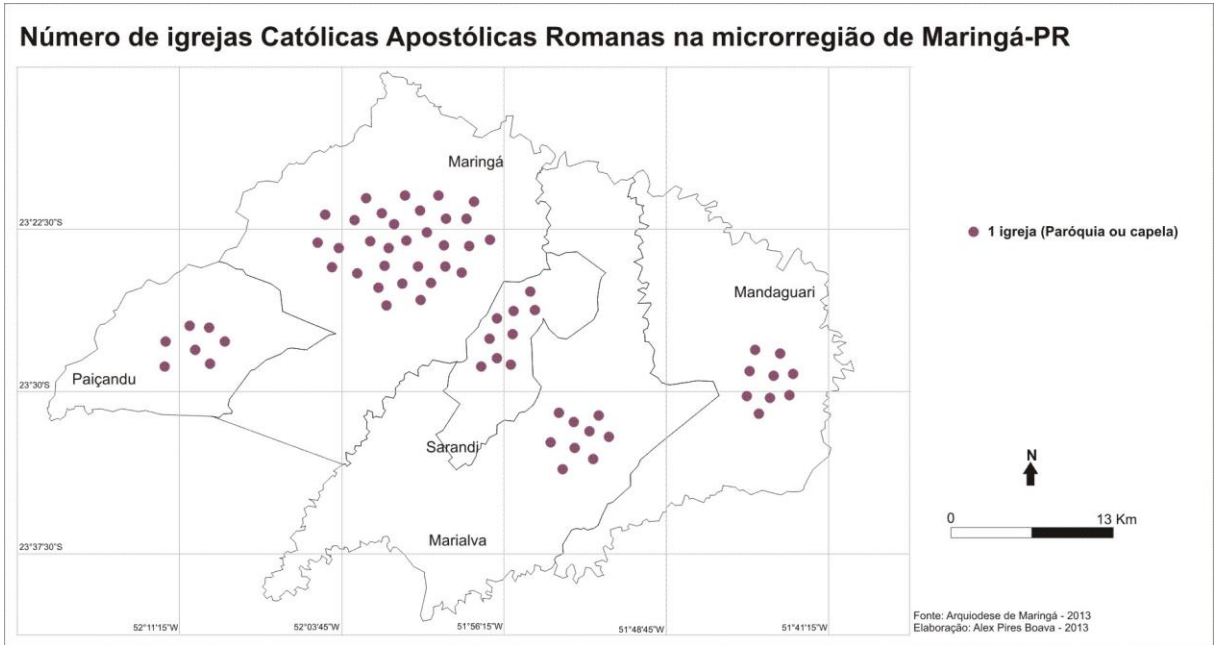 Número de igrejas Católicas Apostólicas Romanas na microrregião de Maringá-PR
Maringá
23°22'30"S
1 igreja (Paróquia ou capela)
Mandaguari
Paiçandu
23°30'S
Sarandi
N
0 13 Km
Marialva
23°37'30"S
52°11'15"W 52°03'45"W 51°56'15"W 51°48'45"W 51°41'15"W
Fonte: Arquiodese de Maringá - 2013
Elaboração: Alex Pires Boava - 2013